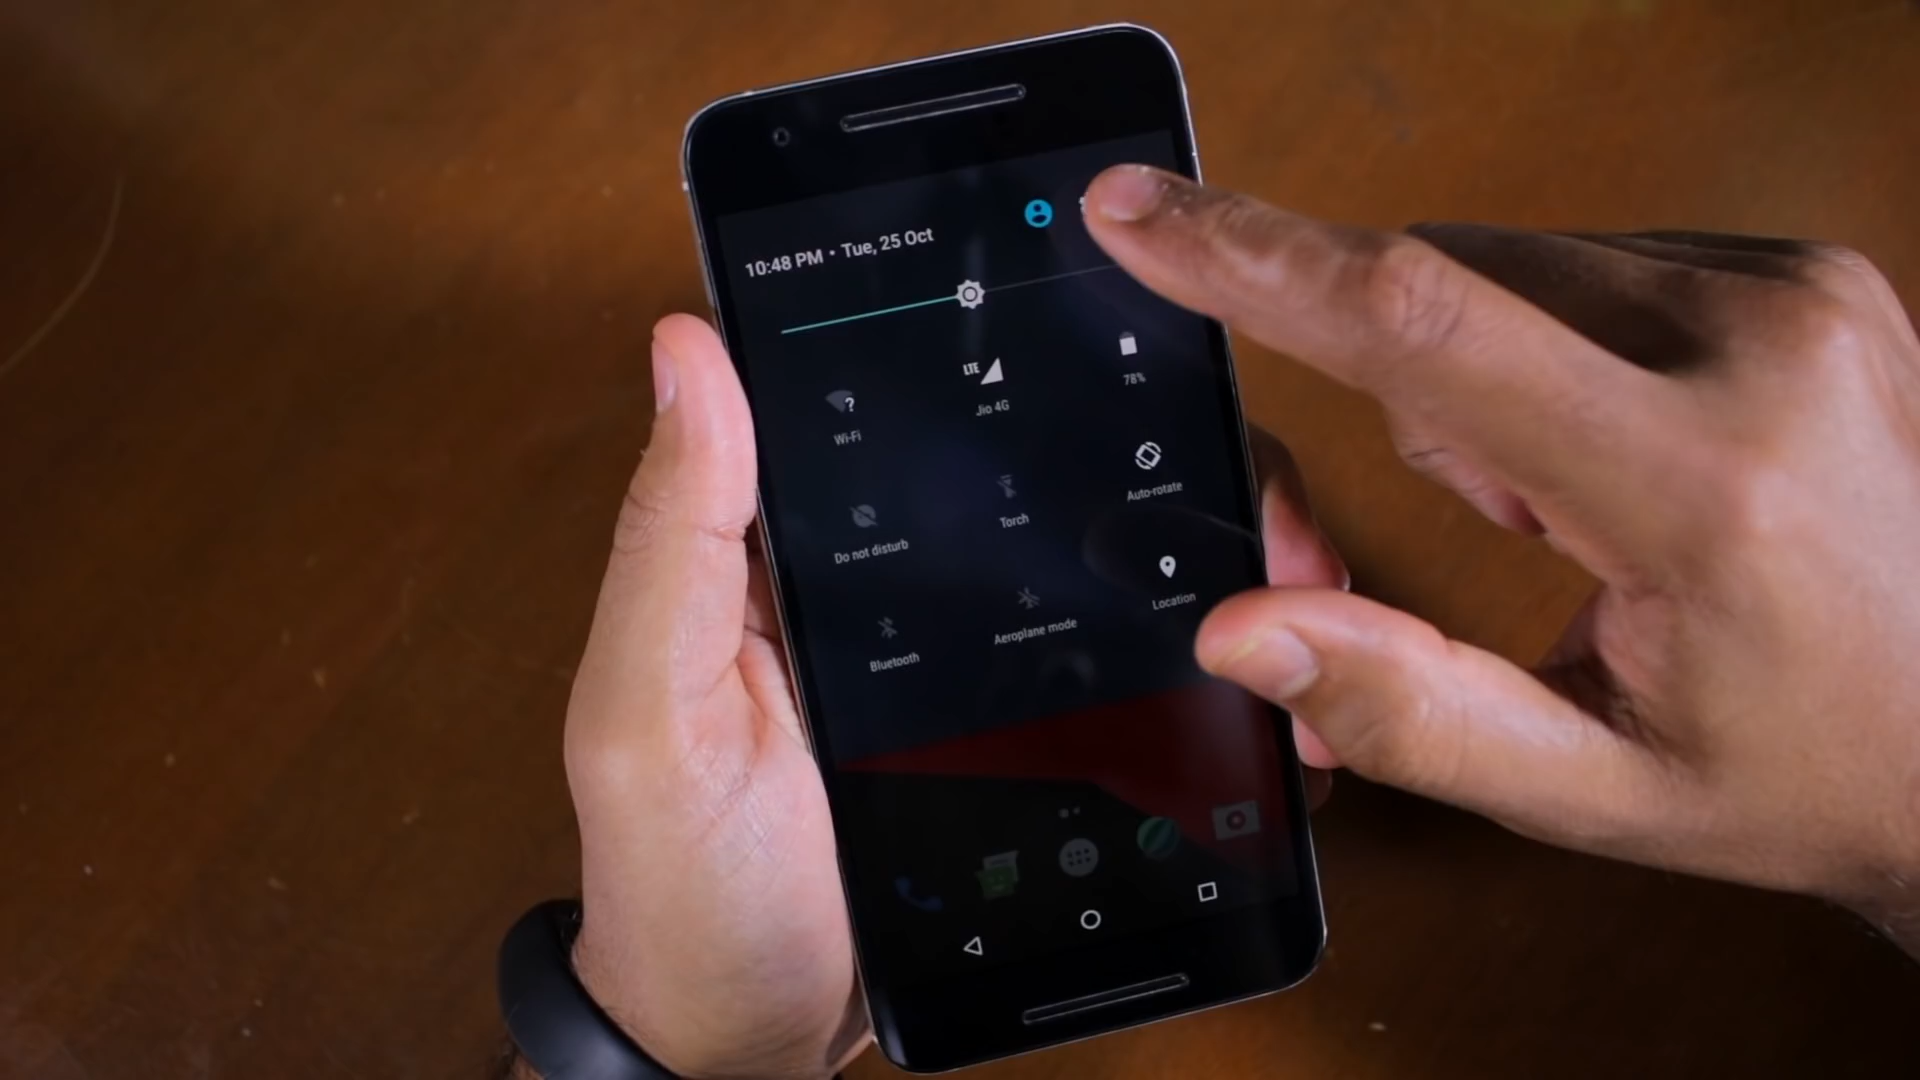 10:48 PM • Tue, 25 Oct
LTE
78%
Jio 4G
Wi-Fi
?
Auto-rotate
Torch
Do not disturb
Location
Aeroplane mode
Bluetooth